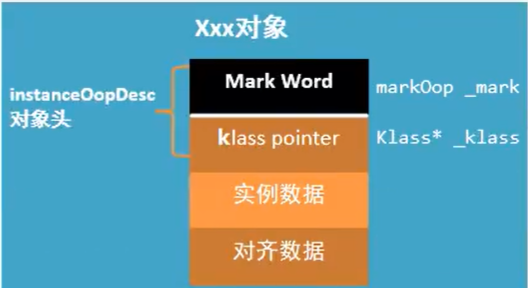 Xxx对象
instanceOopDesc
对象头
Mark Word
markOop _mark
klass pointer
Klass* _klass
实例数据
对齐数据